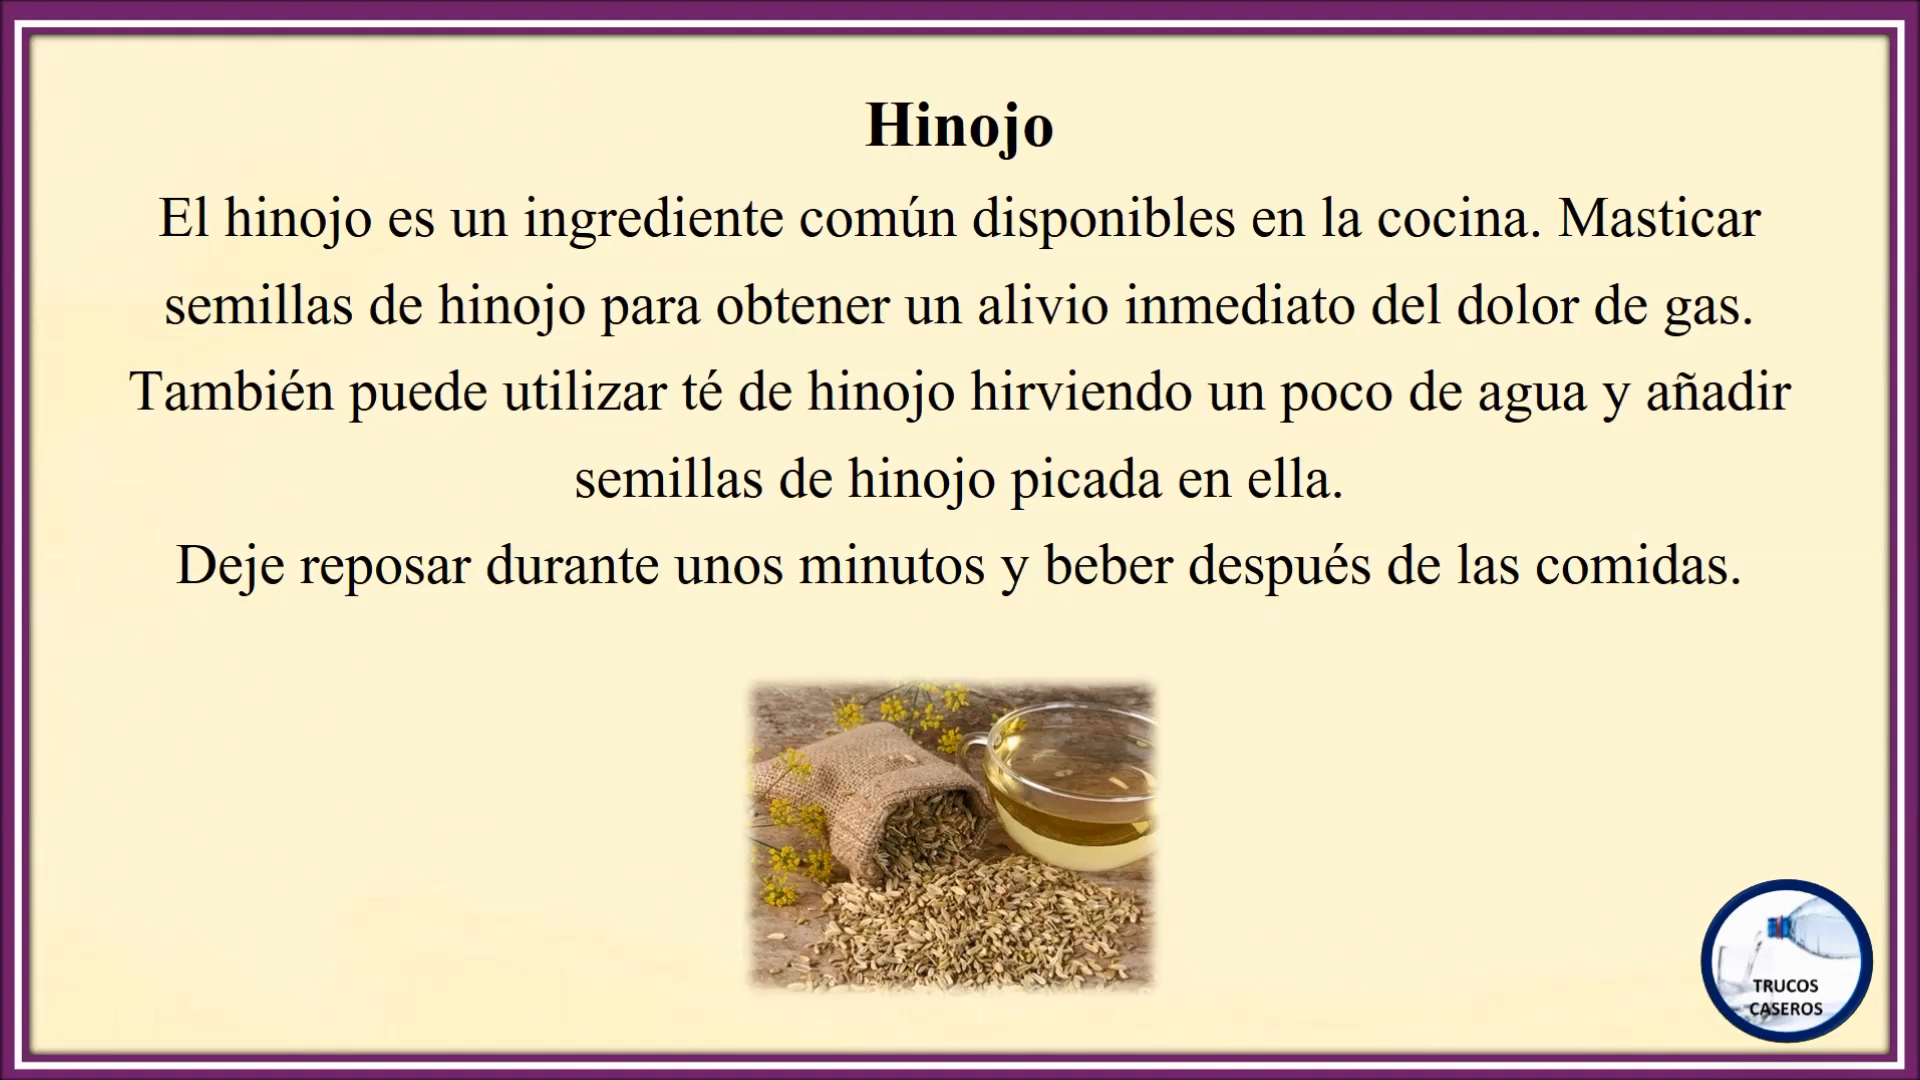 Hinojo
El hinojo es un ingrediente común disponibles en la cocina. Masticar
semillas de hinojo para obtener un alivio inmediato del dolor de gas.
También puede utilizar té de hinojo hirviendo un poco de agua y añadir
semillas de hinojo picada en ella.
Deje reposar durante unos minutos y beber después de las comidas.
TRUCOS
CASEROS